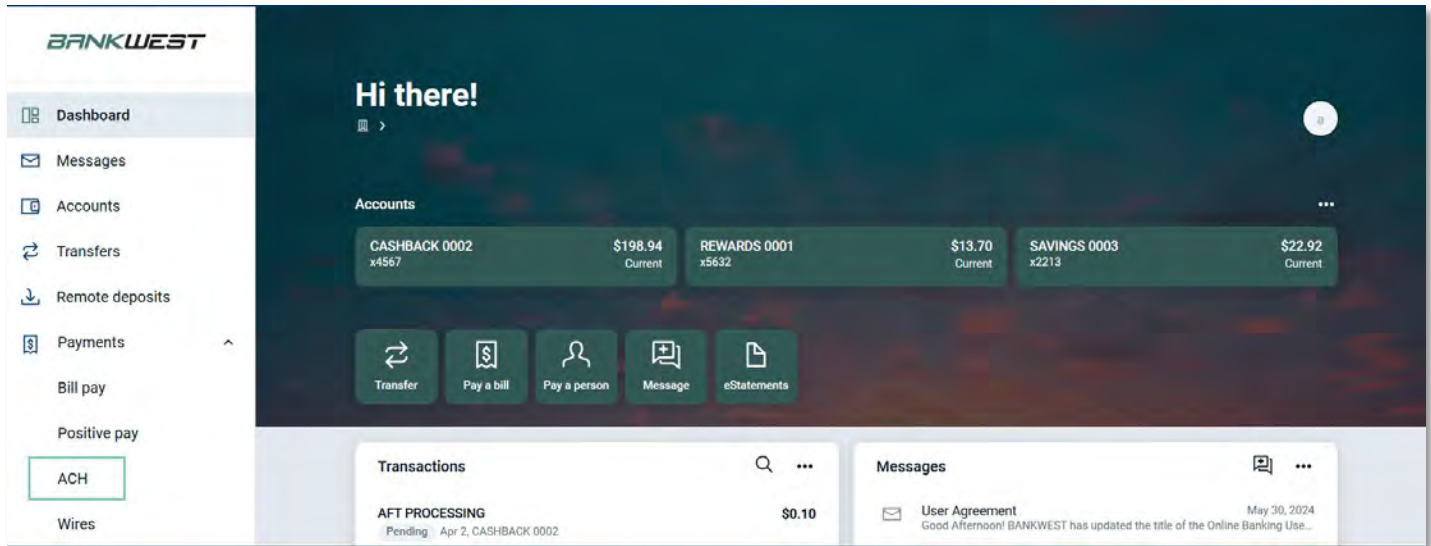 BANKWEST
Dashboard
Messages
Accounts
Transfers
Remote deposits
Payments
Bill pay
Positive pay
ACH
Wires
Hi there!
a
Accounts
CASHBACK 0002 $198.94
x4567 Current
REWARDS 0001 $13.70
x5632 Current
SAVINGS 0003 $22.92
x2213 Current
Transfer
Pay a bill
Pay a person
Message
eStatements
Transactions
AFT PROCESSING $0.10
Pending Apr 2, CASHBACK 0002
Messages
User Agreement May 30, 2024
Good Afternoon! BANKWEST has updated the title of the Online Banking Use...